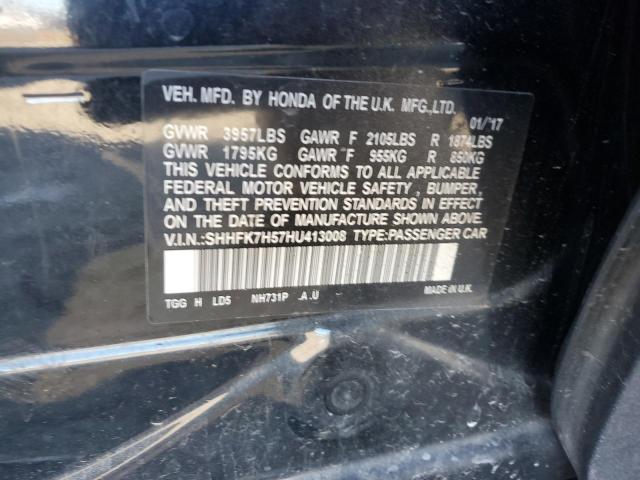 VEH. MFD. BY HONDA OF THE U.K. MFG.,LTD.
01/'17
GVWR 3957LBS GAWR F 2105LBS R 1874LBS
GVWR 1795KG GAWR F 955KG R 850KG
THIS VEHICLE CONFORMS TO ALL APPLICABLE
FEDERAL MOTOR VEHICLE SAFETY , BUMPER,
AND THEFT PREVENTION STANDARDS IN EFFECT
ON THE DATE OF MANUFACTURE SHOWN ABOVE.
V.I.N.:SHHFK7H57HU413008 TYPE:PASSENGER CAR
TGG H LD5 NH731P .A .U MADE IN U.K.